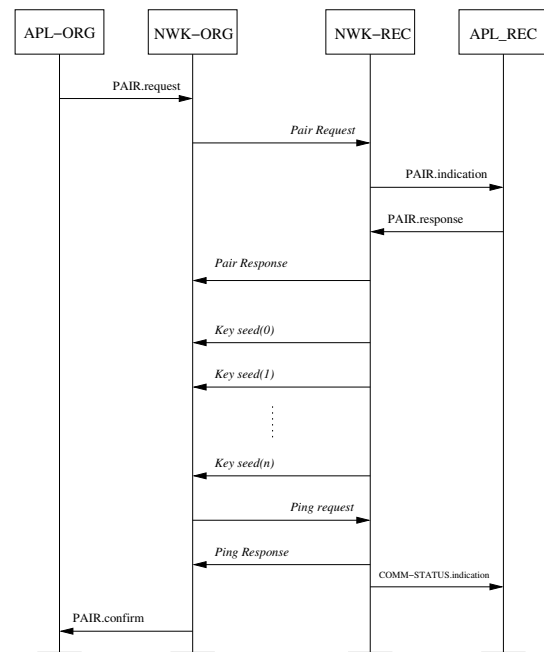 APL-ORG
NWK-ORG
NWK-REC
APL_REC
PAIR.request
Pair Request
PAIR.indication
PAIR.response
Pair Response
Key seed(0)
Key seed(1)
Key seed(n)
Ping request
Ping Response
COMM-STATUS.indication
PAIR.confirm